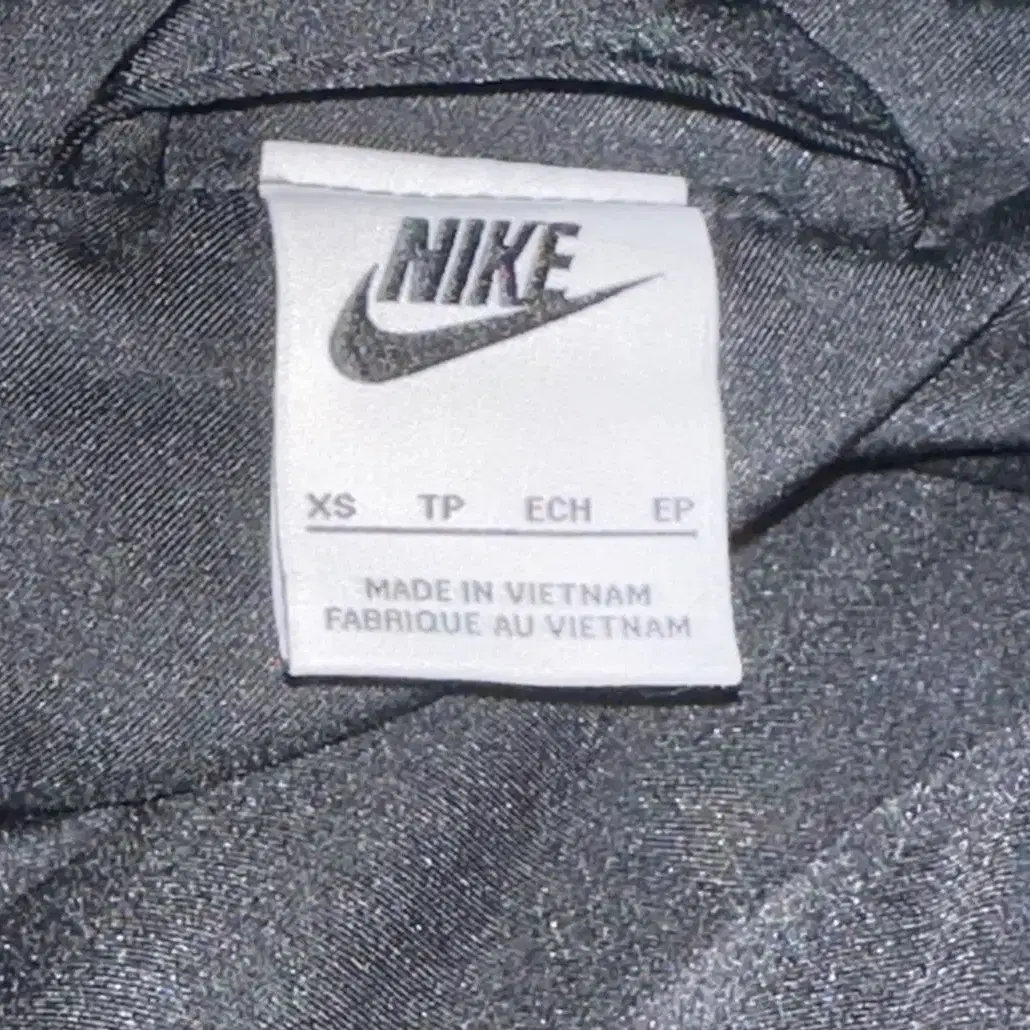 NIKE
XS TP ECH EP
MADE IN VIETNAM
FABRIQUE AU VIETNAM